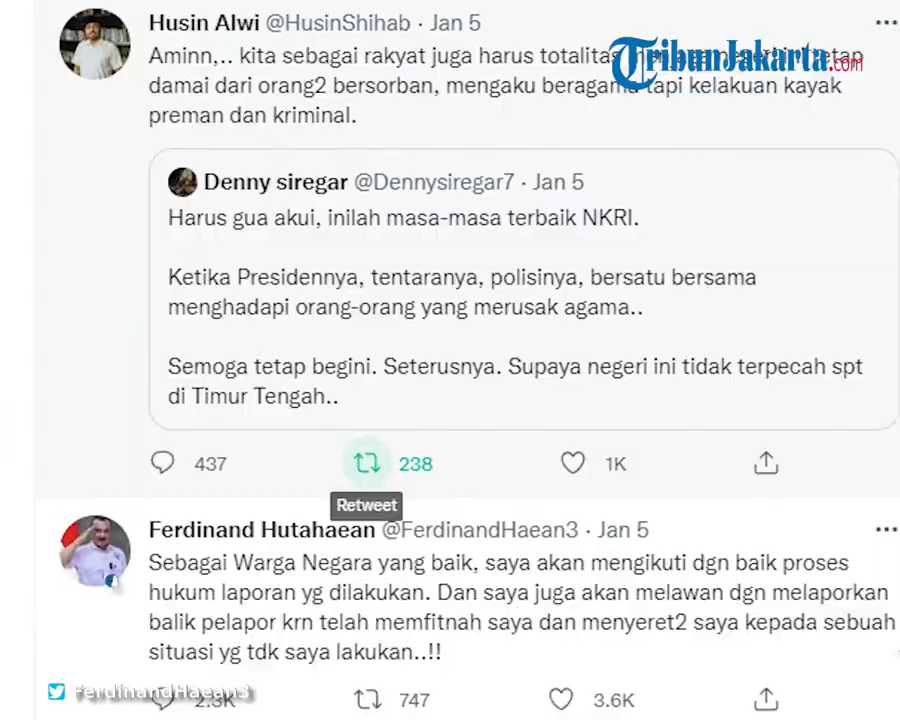 Husin Alwi @HusinShihab · Jan 5
TribunJakarta.com
Aminn,.. kita sebagai rakyat juga harus totalitas tetap
damai dari orang2 bersorban, mengaku beragama tapi kelakuan kayak
preman dan kriminal.
Denny siregar @Dennysiregar7 · Jan 5
Harus gua akui, inilah masa-masa terbaik NKRI.
Ketika Presidennya, tentaranya, polisinya, bersatu bersama
menghadapi orang-orang yang merusak agama..
Semoga tetap begini. Seterusnya. Supaya negeri ini tidak terpecah spt
di Timur Tengah..
437 238 1K
Retweet
Ferdinand Hutahaean @FerdinandHaean3 · Jan 5
Sebagai Warga Negara yang baik, saya akan mengikuti dgn baik proses
hukum laporan yg dilakukan. Dan saya juga akan melawan dgn melaporkan
balik pelapor krn telah memfitnah saya dan menyeret2 saya kepada sebuah
situasi yg tdk saya lakukan..!!
FerdinandHaean3
2.3K 747 3.6K